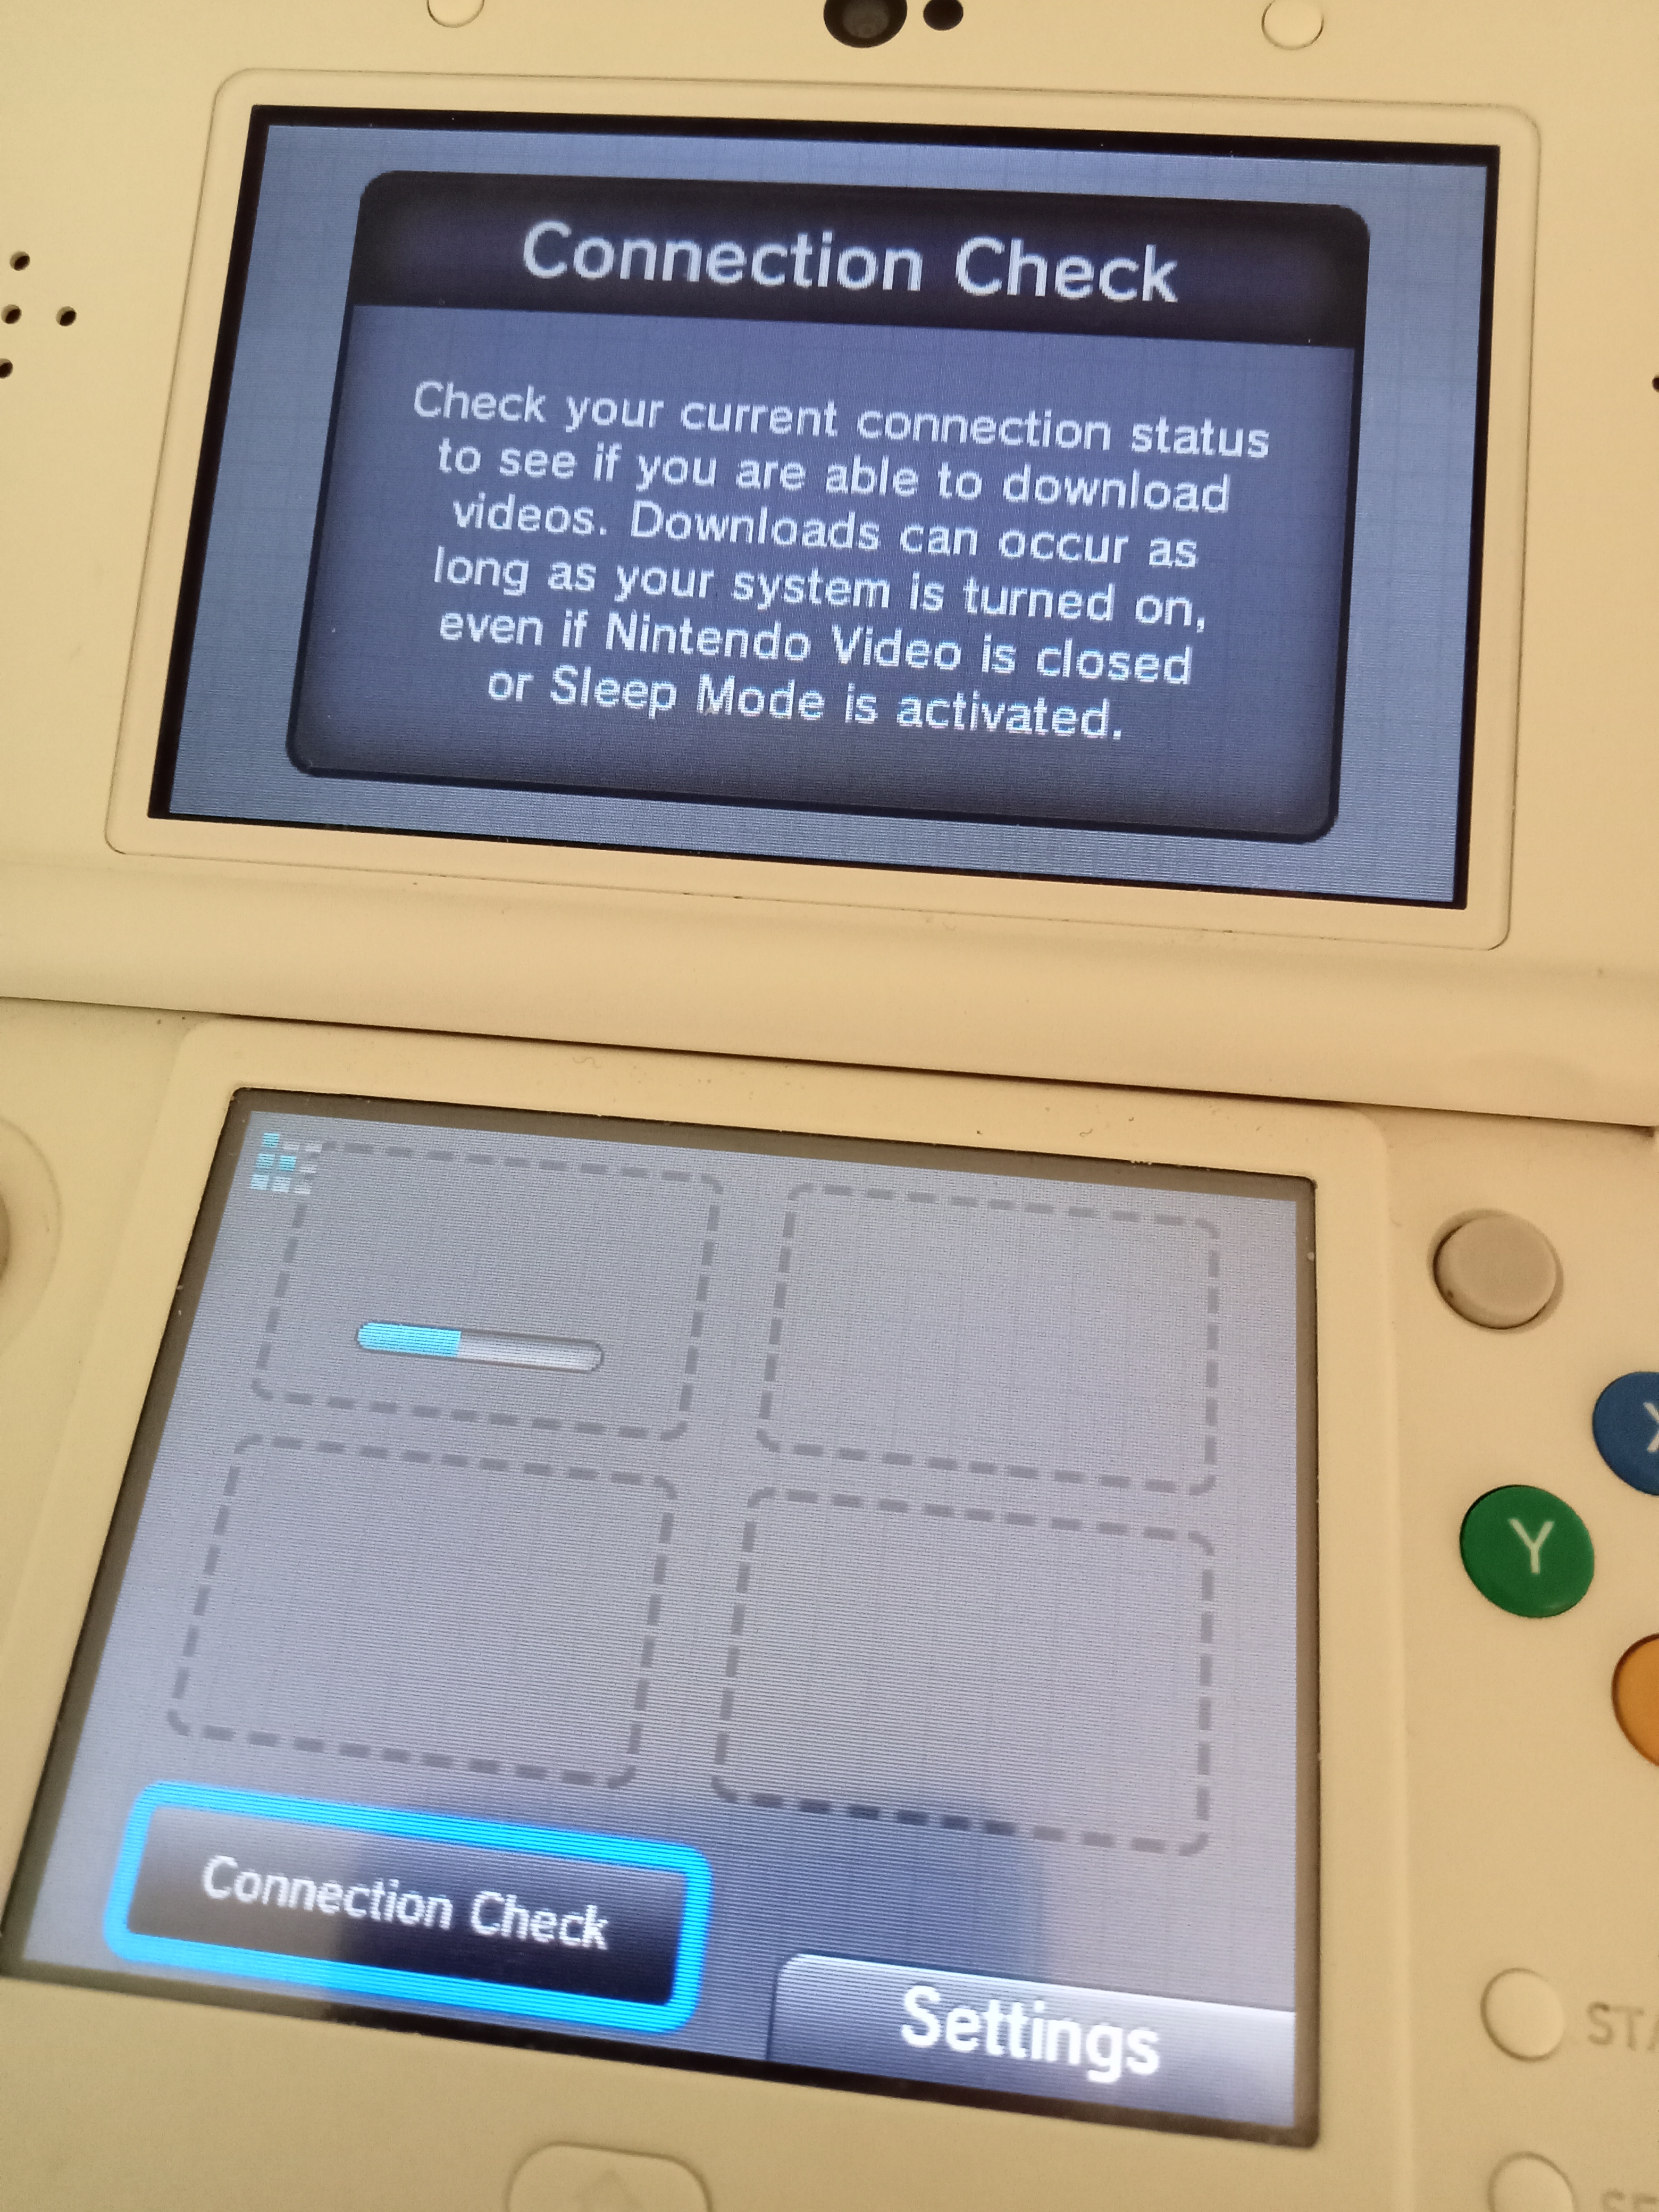 Connection Check
Check your current connection status
to see if you are able to download
videos. Downloads can occur as
long as your system is turned on,
even if Nintendo Video is closed
or Sleep Mode is activated.
X
Y
Connection Check
Settings